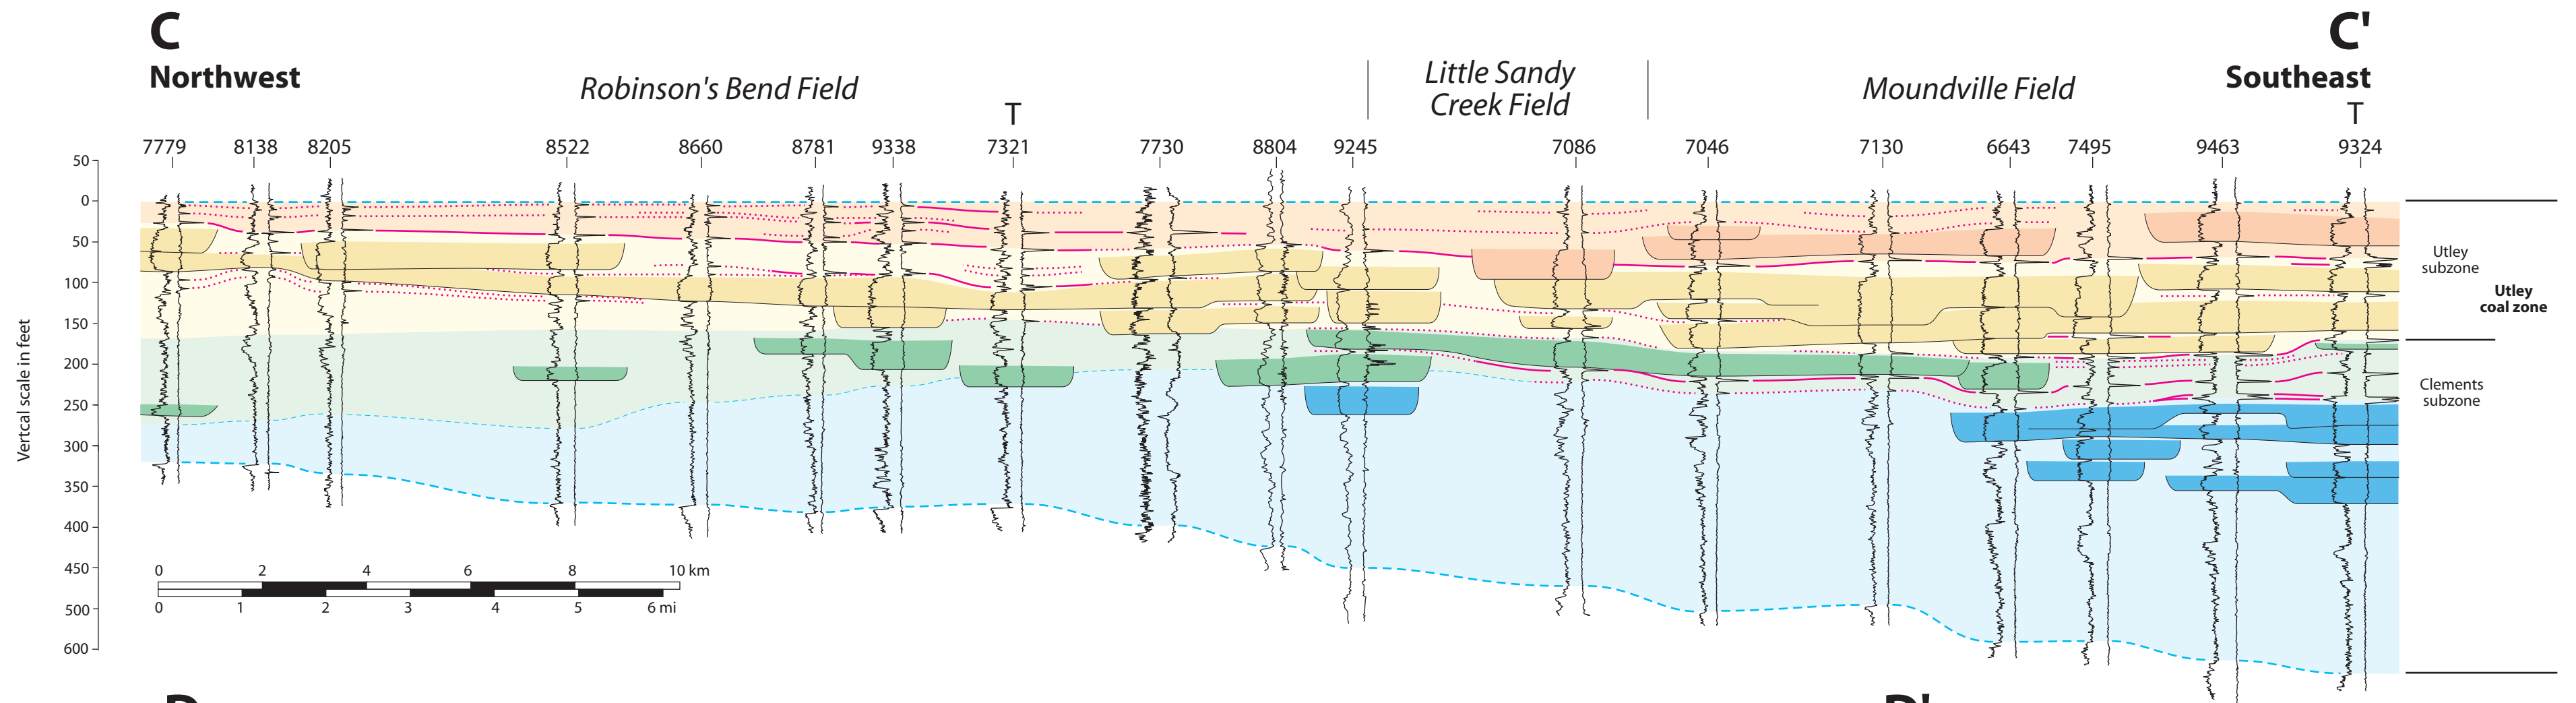 C
C'
Northwest
Robinson's Bend Field
Little Sandy
Creek Field
Moundville Field
Southeast
T
T
7779 8138 8205 8522 8660 8781 9338 7321 7730 8804 9245 7086 7046 7130 6643 7495 9463 9324
50
0
50
100
150
200
250
300
350
400
450
500
600
Vertcal scale in feet
Utley
subzone
Utley
coal zone
Clements
subzone
0 2 4 6 8 10 km
0 1 2 3 4 5 6 mi